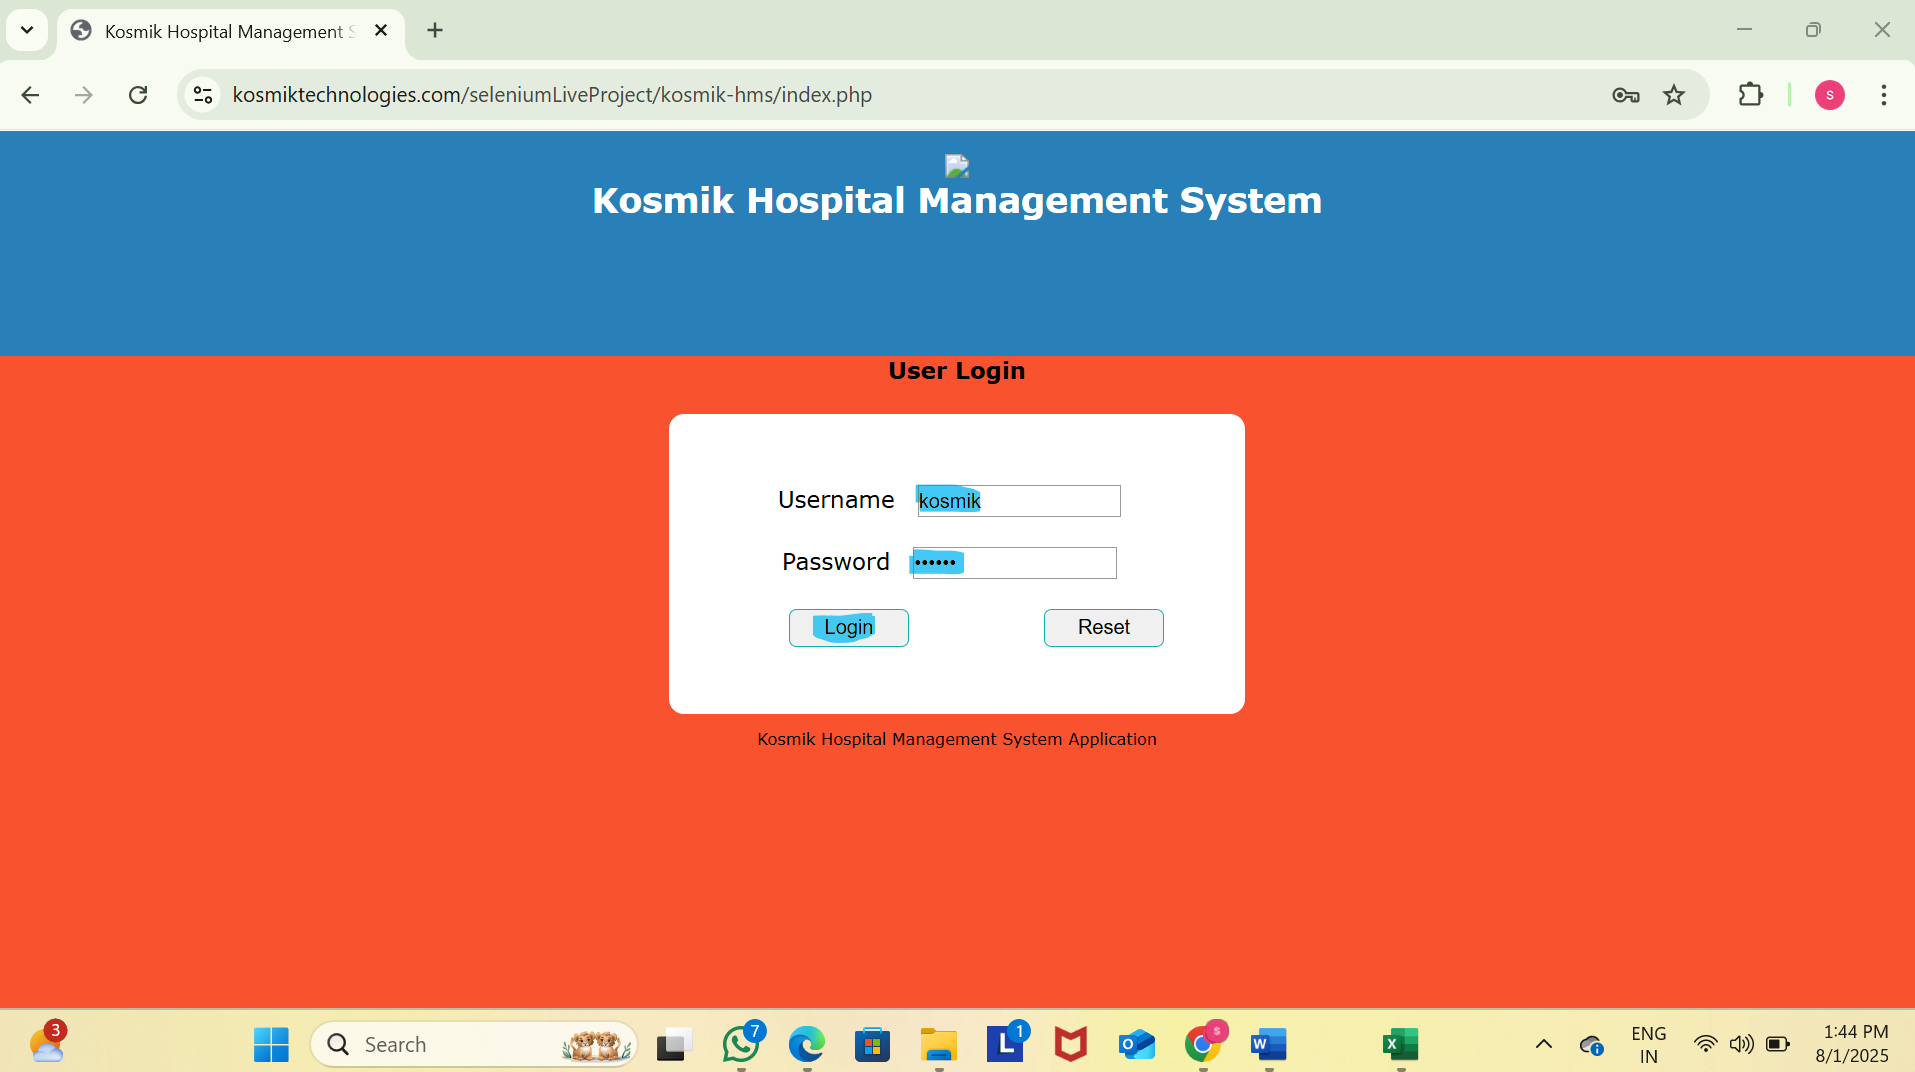 Kosmik Hospital Management S
kosmiktechnologies.com/seleniumLiveProject/kosmik-hms/index.php
s
Kosmik Hospital Management System
User Login
Username kosmik
Password ••••••
Login Reset
Kosmik Hospital Management System Application
3
Search
7
L 1
O
S
W
X
ENG
IN
1:44 PM
8/1/2025